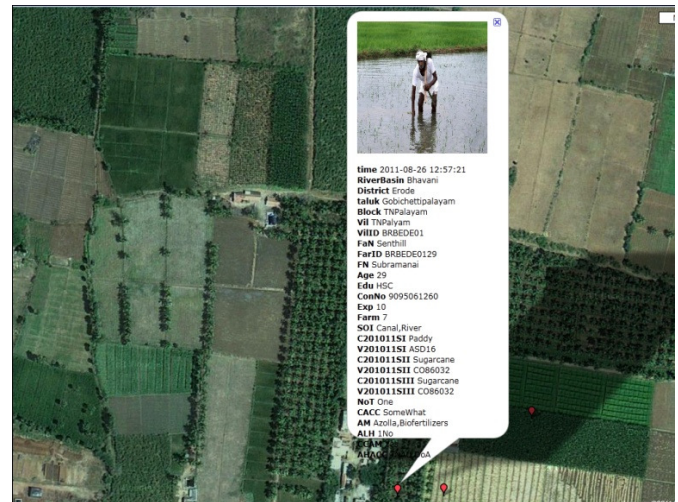 time 2011-08-26 12:57:21
RiverBasin Bhavani
District Erode
taluk Gobichettipalayam
Block TNPalayam
Vil TNPalyam
VilID BRBEDE01
FaN Senthill
FarID BRBEDE0129
FN Subramanai
Age 29
Edu HSC
ConNo 9095061260
Exp 10
Farm 7
SOI Canal,River
C201011SI Paddy
V201011SI ASD16
C201011SII Sugarcane
V201011SII CO86032
C201011SIII Sugarcane
V201011SIII CO86032
NoT One
CACC SomeWhat
AM Azolla,Biofertilizers
ALH 1No